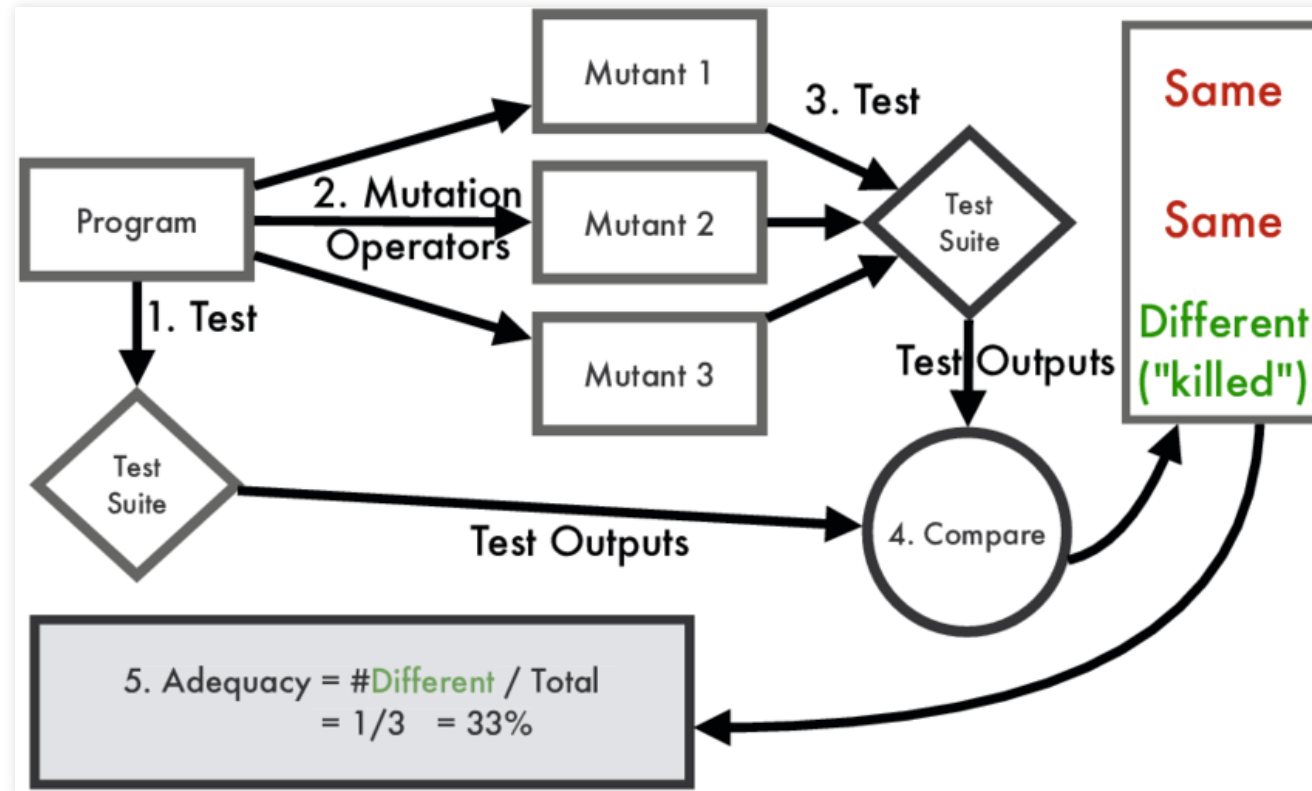 Mutant 1
3. Test
Same
Program
2. Mutation
Operators
Mutant 2
Test
Suite
Same
1. Test
Mutant 3
Test Outputs
Different
("killed")
Test
Suite
Test Outputs
4. Compare
5. Adequacy = #Different / Total
= 1/3 = 33%